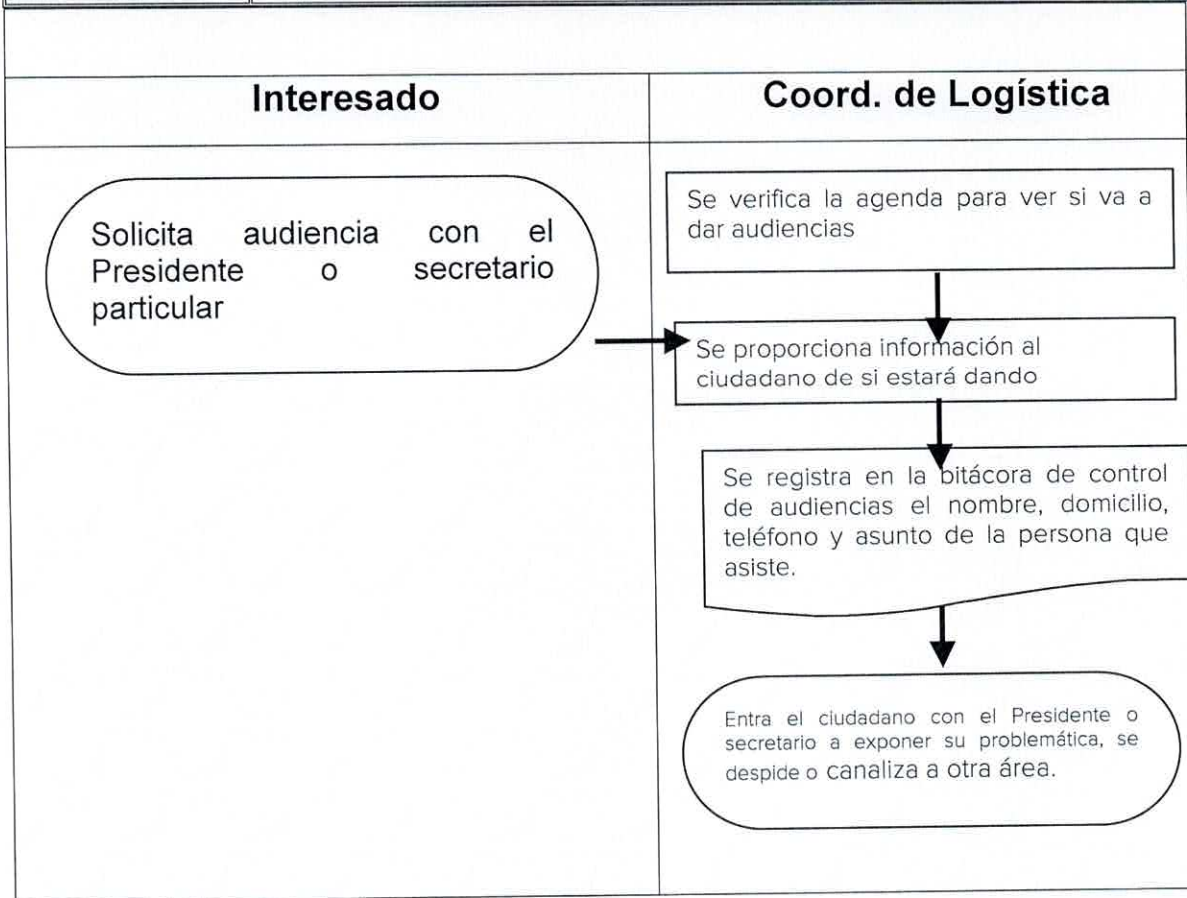 Interesado
Coord. de Logística
Solicita audiencia con el
Presidente o secretario
particular
Se verifica la agenda para ver si va a
dar audiencias
Se proporciona información al
ciudadano de si estará dando
Se registra en la bitácora de control
de audiencias el nombre, domicilio,
teléfono y asunto de la persona que
asiste.
Entra el ciudadano con el Presidente o
secretario a exponer su problemática, se
despide o canaliza a otra área.